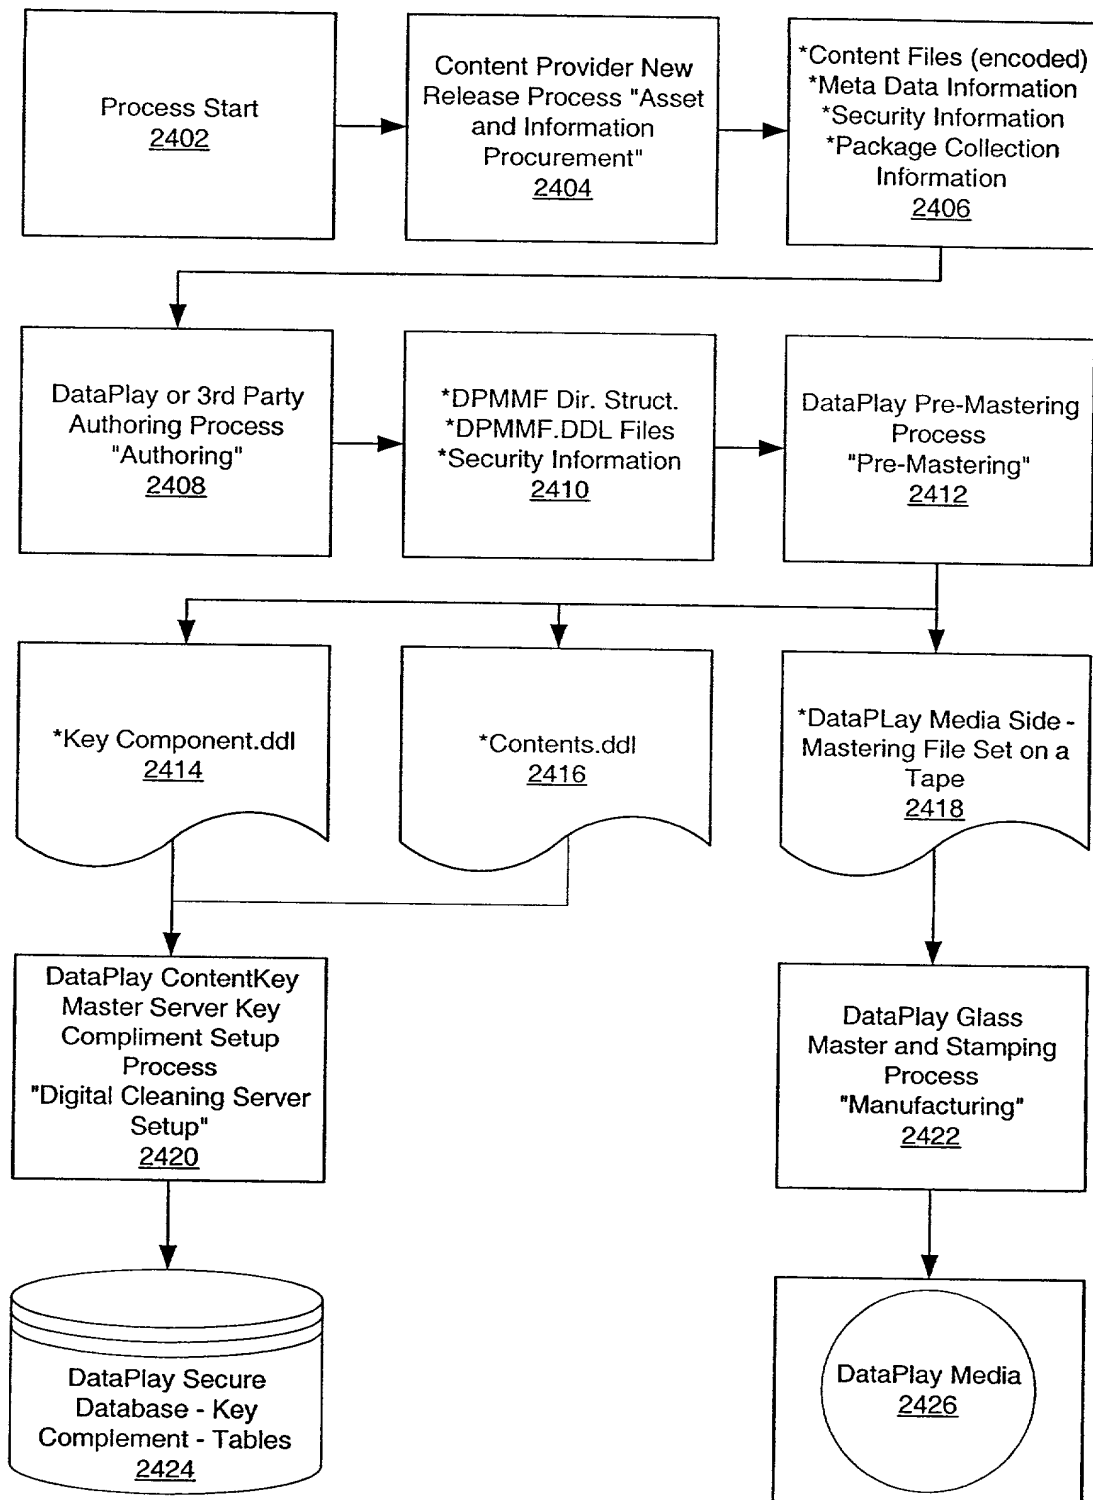 Process Start
2402
Content Provider New
Release Process "Asset
and Information
Procurement"
2404
*Content Files (encoded)
*Meta Data Information
*Security Information
*Package Collection
Information
2406
DataPlay or 3rd Party
Authoring Process
"Authoring"
2408
*DPMMF Dir. Struct.
*DPMMF.DDL Files
*Security Information
2410
DataPlay Pre-Mastering
Process
"Pre-Mastering"
2412
*Key Component.ddl
2414
*Contents.ddl
2416
*DataPLay Media Side -
Mastering File Set on a
Tape
2418
DataPlay ContentKey
Master Server Key
Compliment Setup
Process
"Digital Cleaning Server
Setup"
2420
DataPlay Glass
Master and Stamping
Process
"Manufacturing"
2422
DataPlay Secure
Database - Key
Complement - Tables
2424
DataPlay Media
2426